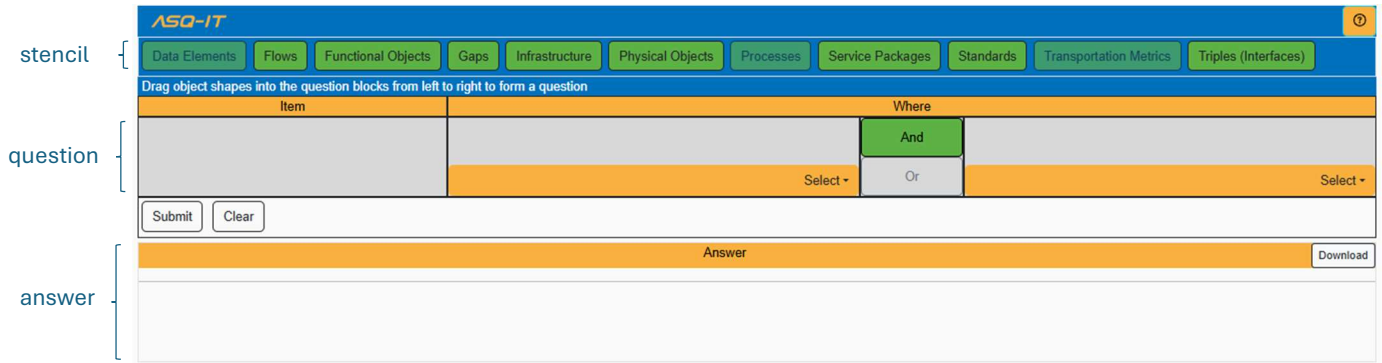 ASQ-IT
stencil
Data Elements Flows Functional Objects Gaps Infrastructure Physical Objects Processes Service Packages Standards Transportation Metrics Triples (Interfaces)
Drag object shapes into the question blocks from left to right to form a question
Item Where
question
And
Select Or Select
Submit Clear
Answer Download
answer